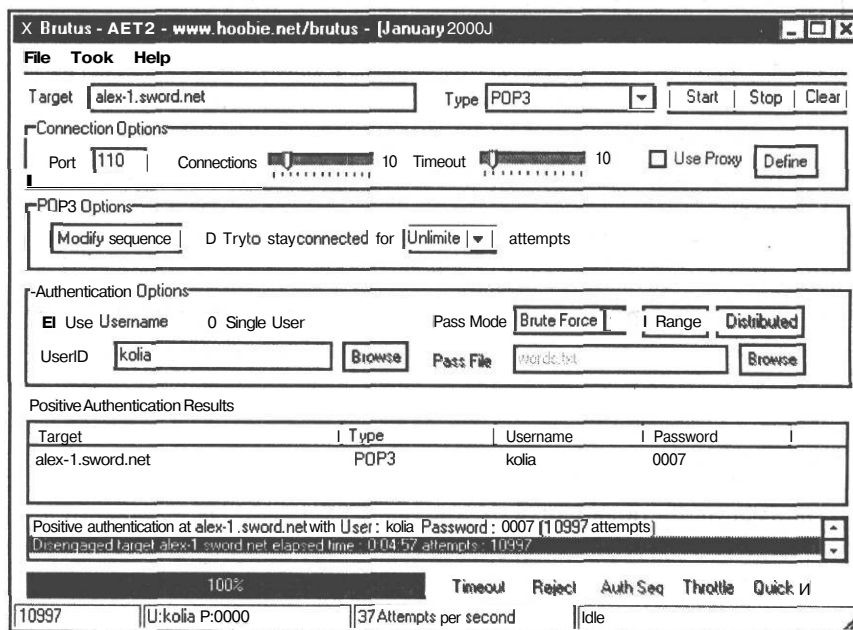 X Brutus - AET2 - www.hoobie.net/brutus - [January 2000J
File Took Help
Target alex-1.sword.net Type POP3 Start Stop Clear
Connection Options
Port 110 Connections 10 Timeout 10 Use Proxy Define
POP3 Options
Modify sequence D Tryto stayconnected for Unlimite attempts
-Authentication Options
EI Use Username 0 Single User Pass Mode Brute Force Range Distributed
UserID kolia Browse Pass File words.txt Browse
Positive Authentication Results
Target Type Username Password
alex-1.sword.net POP3 kolia 0007
Positive authentication at alex-1.sword.net with User : kolia Password : 0007 (10997 attempts)
Disengaged target alex-1 sword net elapsed time : 0:04:57 attempts : 10997
100% Timeout Reject Auth Seq Throttle Quick И
10997 U:kolia P:0000 37 Attempts per second Idle